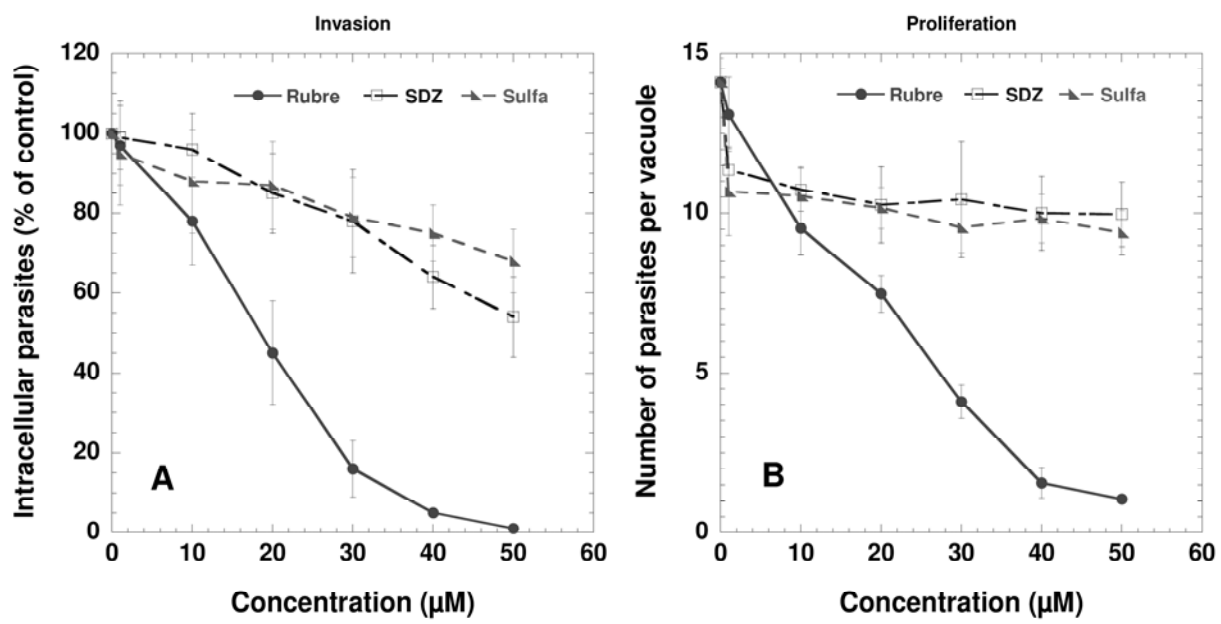 Invasion
120
100
80
60
40
20
0
Intracellular parasites (% of control)
Rubre SDZ Sulfa
A
0 10 20 30 40 50 60
Concentration (µM)
Proliferation
15
10
5
0
Number of parasites per vacuole
Rubre SDZ Sulfa
B
0 10 20 30 40 50 60
Concentration (µM)